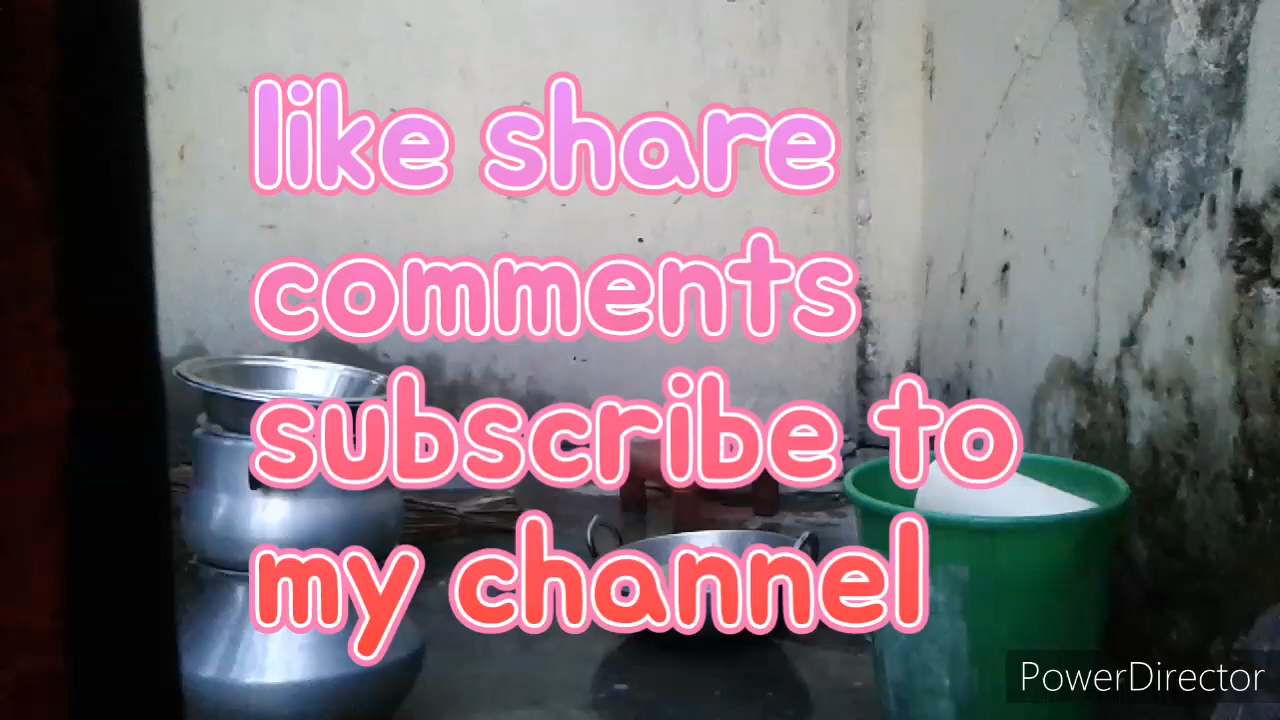 like share
comments
subscribe to
my channel
PowerDirector